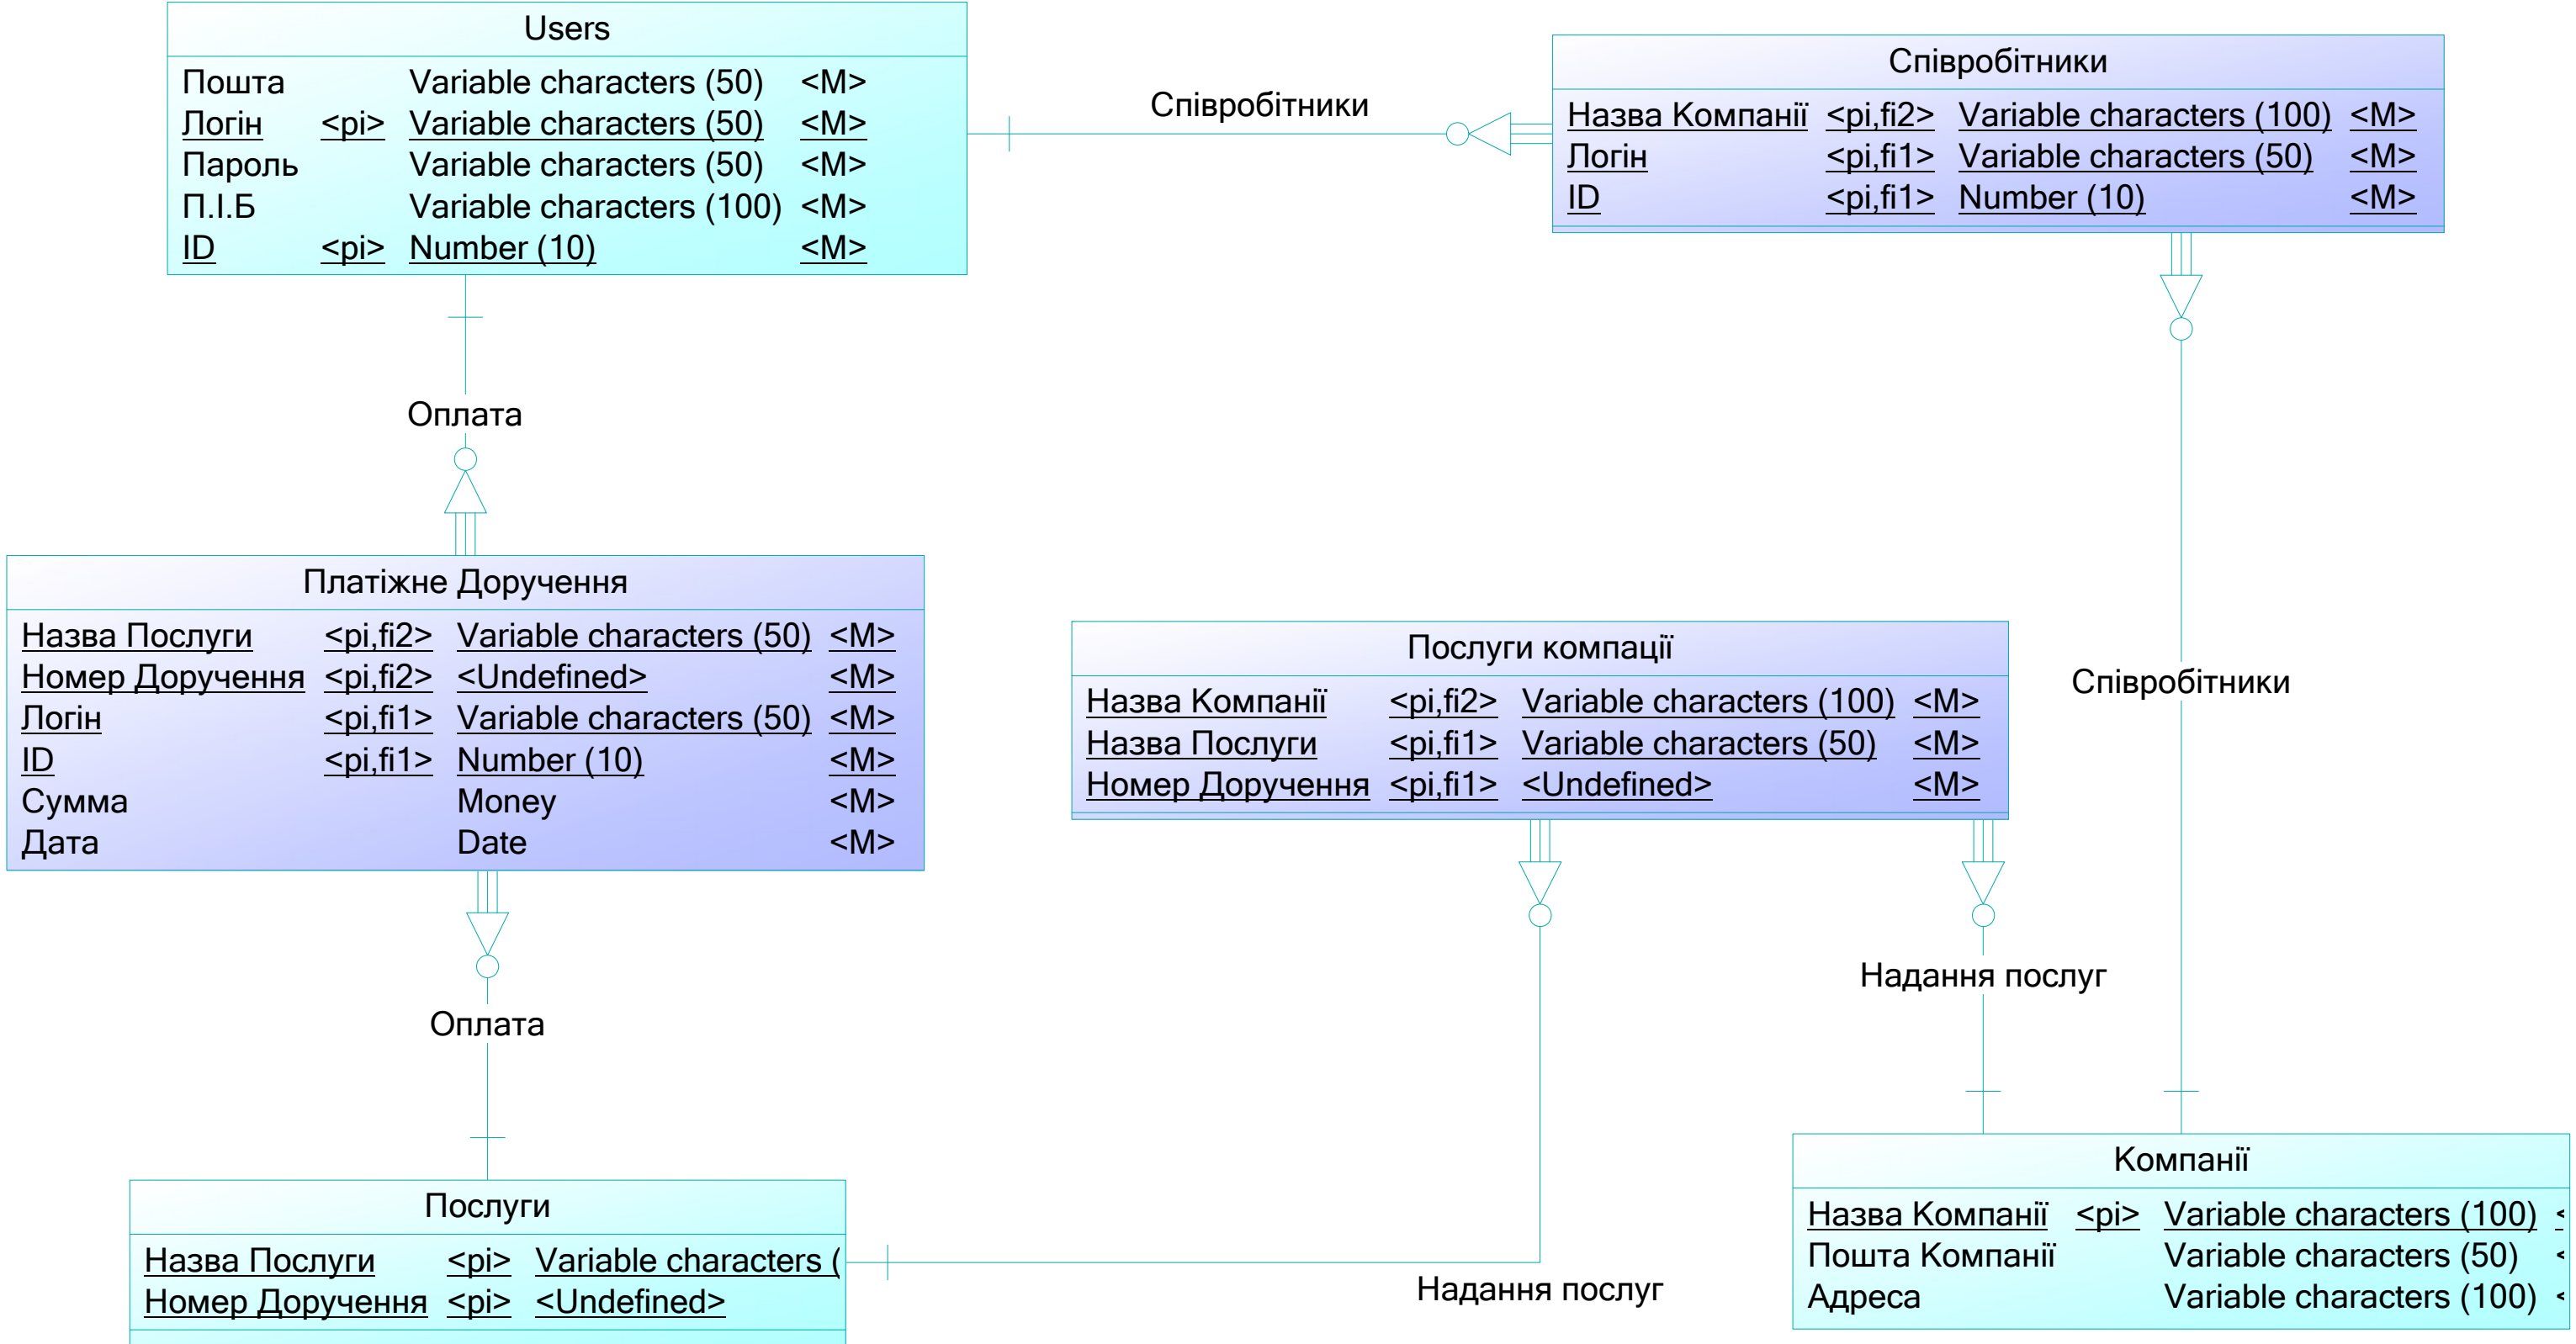 Users
Пошта Variable characters (50) <M>
Логін <pi> Variable characters (50) <M>
Пароль Variable characters (50) <M>
П.І.Б Variable characters (100) <M>
ID <pi> Number (10) <M>
Співробітники
Співробітники
Назва Компанії <pi,fi2> Variable characters (100) <M>
Логін <pi,fi1> Variable characters (50) <M>
ID <pi,fi1> Number (10) <M>
Оплата
Платіжне Доручення
Назва Послуги <pi,fi2> Variable characters (50) <M>
Номер Доручення <pi,fi2> <Undefined> <M>
Логін <pi,fi1> Variable characters (50) <M>
ID <pi,fi1> Number (10) <M>
Сумма Money <M>
Дата Date <M>
Послуги компації
Назва Компанії <pi,fi2> Variable characters (100) <M>
Назва Послуги <pi,fi1> Variable characters (50) <M>
Номер Доручення <pi,fi1> <Undefined> <M>
Співробітники
Надання послуг
Оплата
Послуги
Назва Послуги <pi> Variable characters (
Номер Доручення <pi> <Undefined>
Надання послуг
Компанії
Назва Компанії <pi> Variable characters (100) <
Пошта Компанії Variable characters (50) <
Адреса Variable characters (100) <